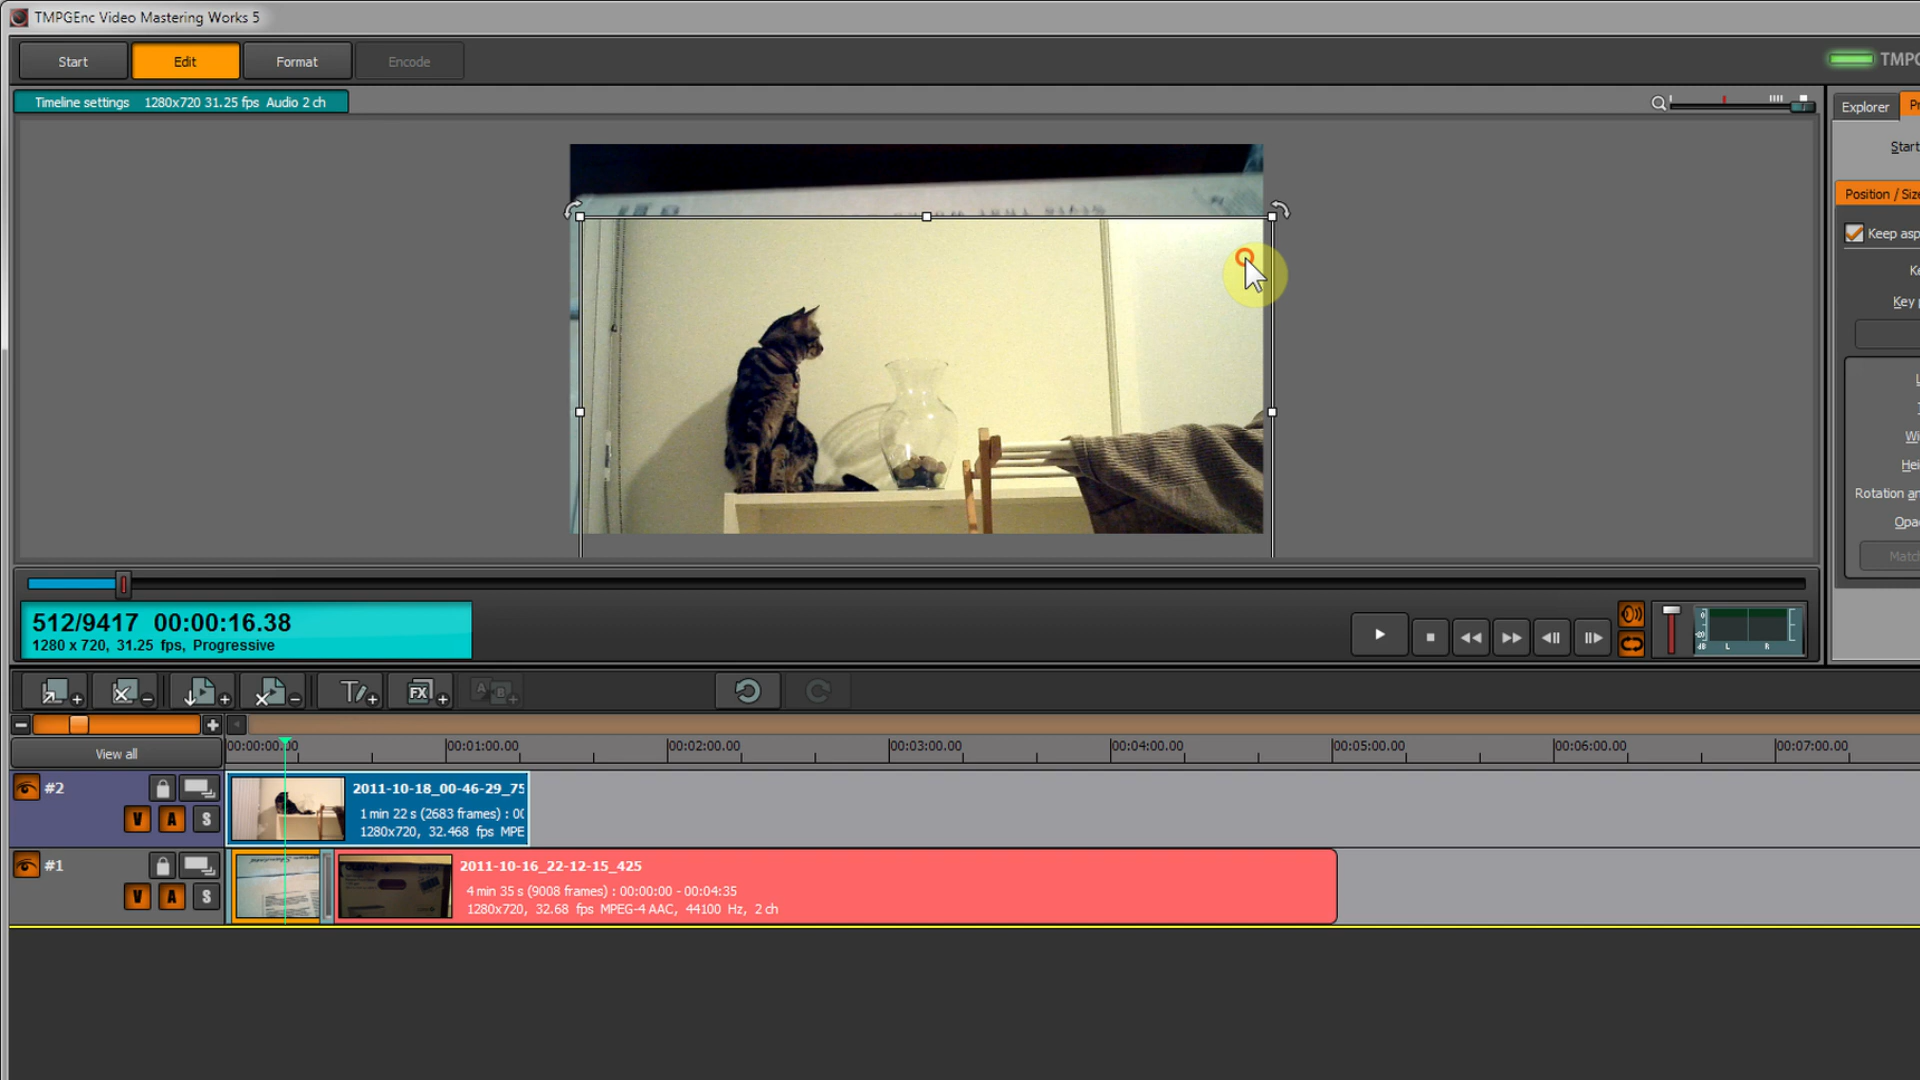 TMPGEnc Video Mastering Works 5
Start
Edit
Format
Encode
TMPG
Timeline settings 1280x720 31.25 fps Audio 2 ch
Explorer
Start
Position / Size
Keep asp
Key p
Wi
Hei
Rotation an
Opac
Match
512/9417 00:00:16.38
1280 x 720, 31.25 fps, Progressive
L R
FX
A B
View all
00:00:00.00 00:01:00.00 00:02:00.00 00:03:00.00 00:04:00.00 00:05:00.00 00:06:00.00 00:07:00.00
#2
V A S
2011-10-18_00-46-29_75
1 min 22 s (2683 frames) : 00
1280x720, 32.468 fps MPE
#1
V A S
2011-10-16_22-12-15_425
4 min 35 s (9008 frames) : 00:00:00 - 00:04:35
1280x720, 32.68 fps MPEG-4 AAC, 44100 Hz, 2 ch